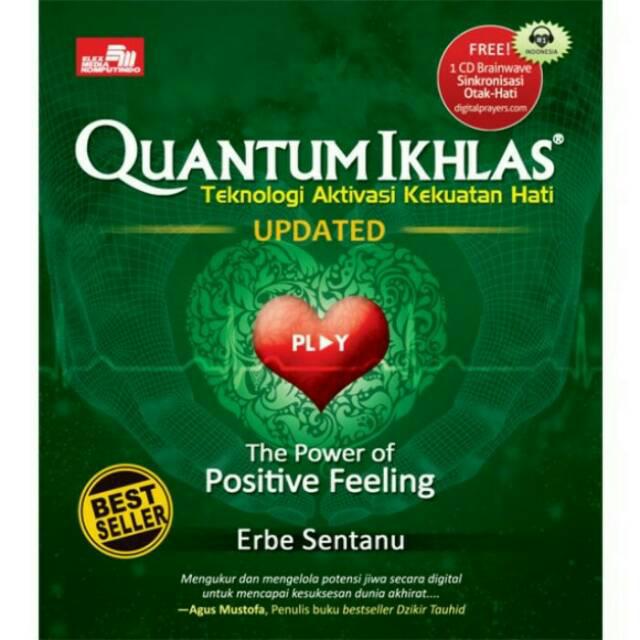 ELEX
MEDIA
KOMPUTINDO
FREE!
1 CD Brainwave
Sinkronisasi
Otak-Hati
digitalprayers.com
#3
INDONESIA
QUANTUM IKHLAS®
Teknologi Aktivasi Kekuatan Hati
UPDATED
PL▶Y
The Power of
Positive Feeling
BEST
SELLER
Erbe Sentanu
Mengukur dan mengelola potensi jiwa secara digital
untuk mencapai kesuksesan dunia akhirat....
—Agus Mustofa, Penulis buku bestseller Dzikir Tauhid